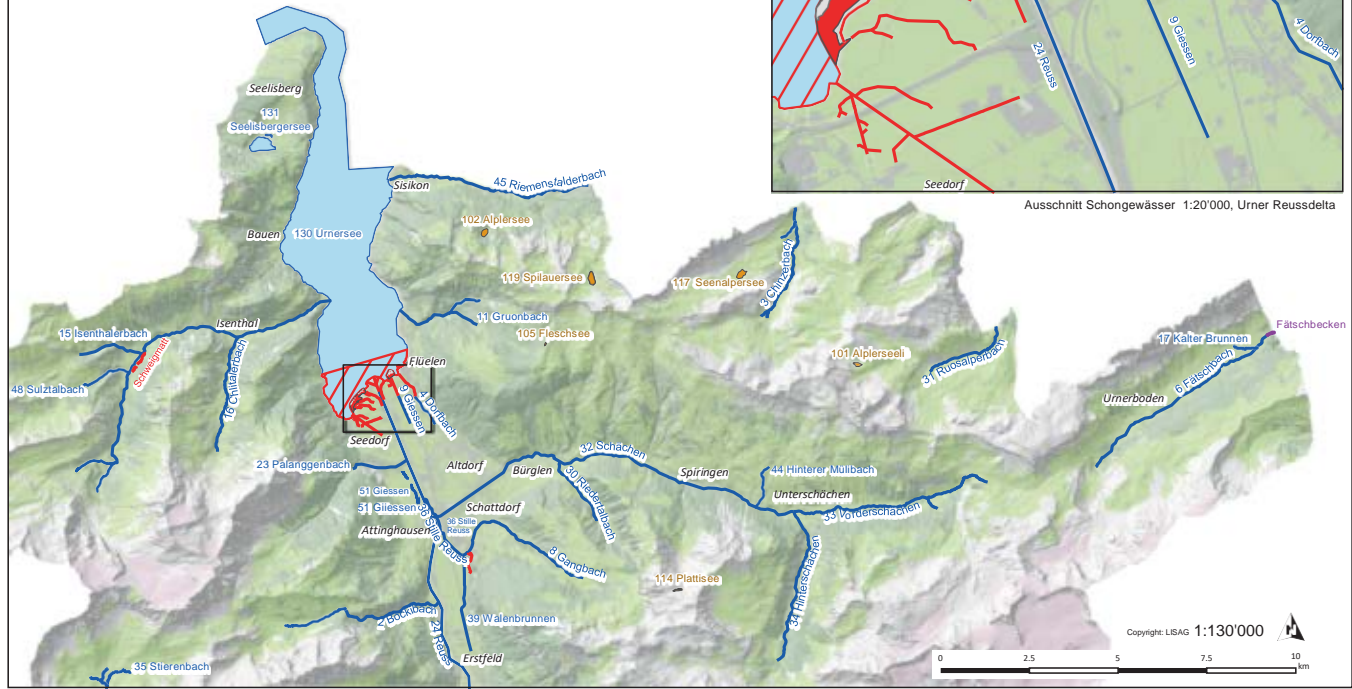 24 Reuss
9 Giessen
4 Dorfbach
Seedorf
Ausschnitt Schongewässer 1:20'000, Urner Reussdelta
Seelisberg
131
Seelisbergersee
Sisikon
45 Riemenstalderbach
102 Alplersee
Bauen
130 Urnersee
119 Spilauersee
117 Seenalpersee
3 Chinzerbach
15 Isenthalerbach
Isenthal
11 Gruonbach
105 Fleschsee
Schweigmatt
48 Sulztalbach
16 Chlitalerbach
Flüelen
101 Alplerseeli
31 Ruosalperbach
17 Kalter Brunnen
Fätschbecken
6 Fätschbach
Urnerboden
9 Giessen
4 Dorfbach
Seedorf
23 Palanggenbach
Altdorf
Bürglen
32 Schächen
Spiringen
44 Hinterer Mülibach
Unterschächen
33 Vorderschächen
30 Riedertalbach
51 Giessen
51 Giessen
Schattdorf
36 Stille
Reuss
36 Stille Reuss
Attinghausen
8 Gangbach
34 Hinterschächen
114 Plattisee
2 Bockibach
39 Walenbrunnen
24 Reuss
Erstfeld
35 Stierenbach
Copyright: LISAG 1:130'000
0 2.5 5 7.5 10
km